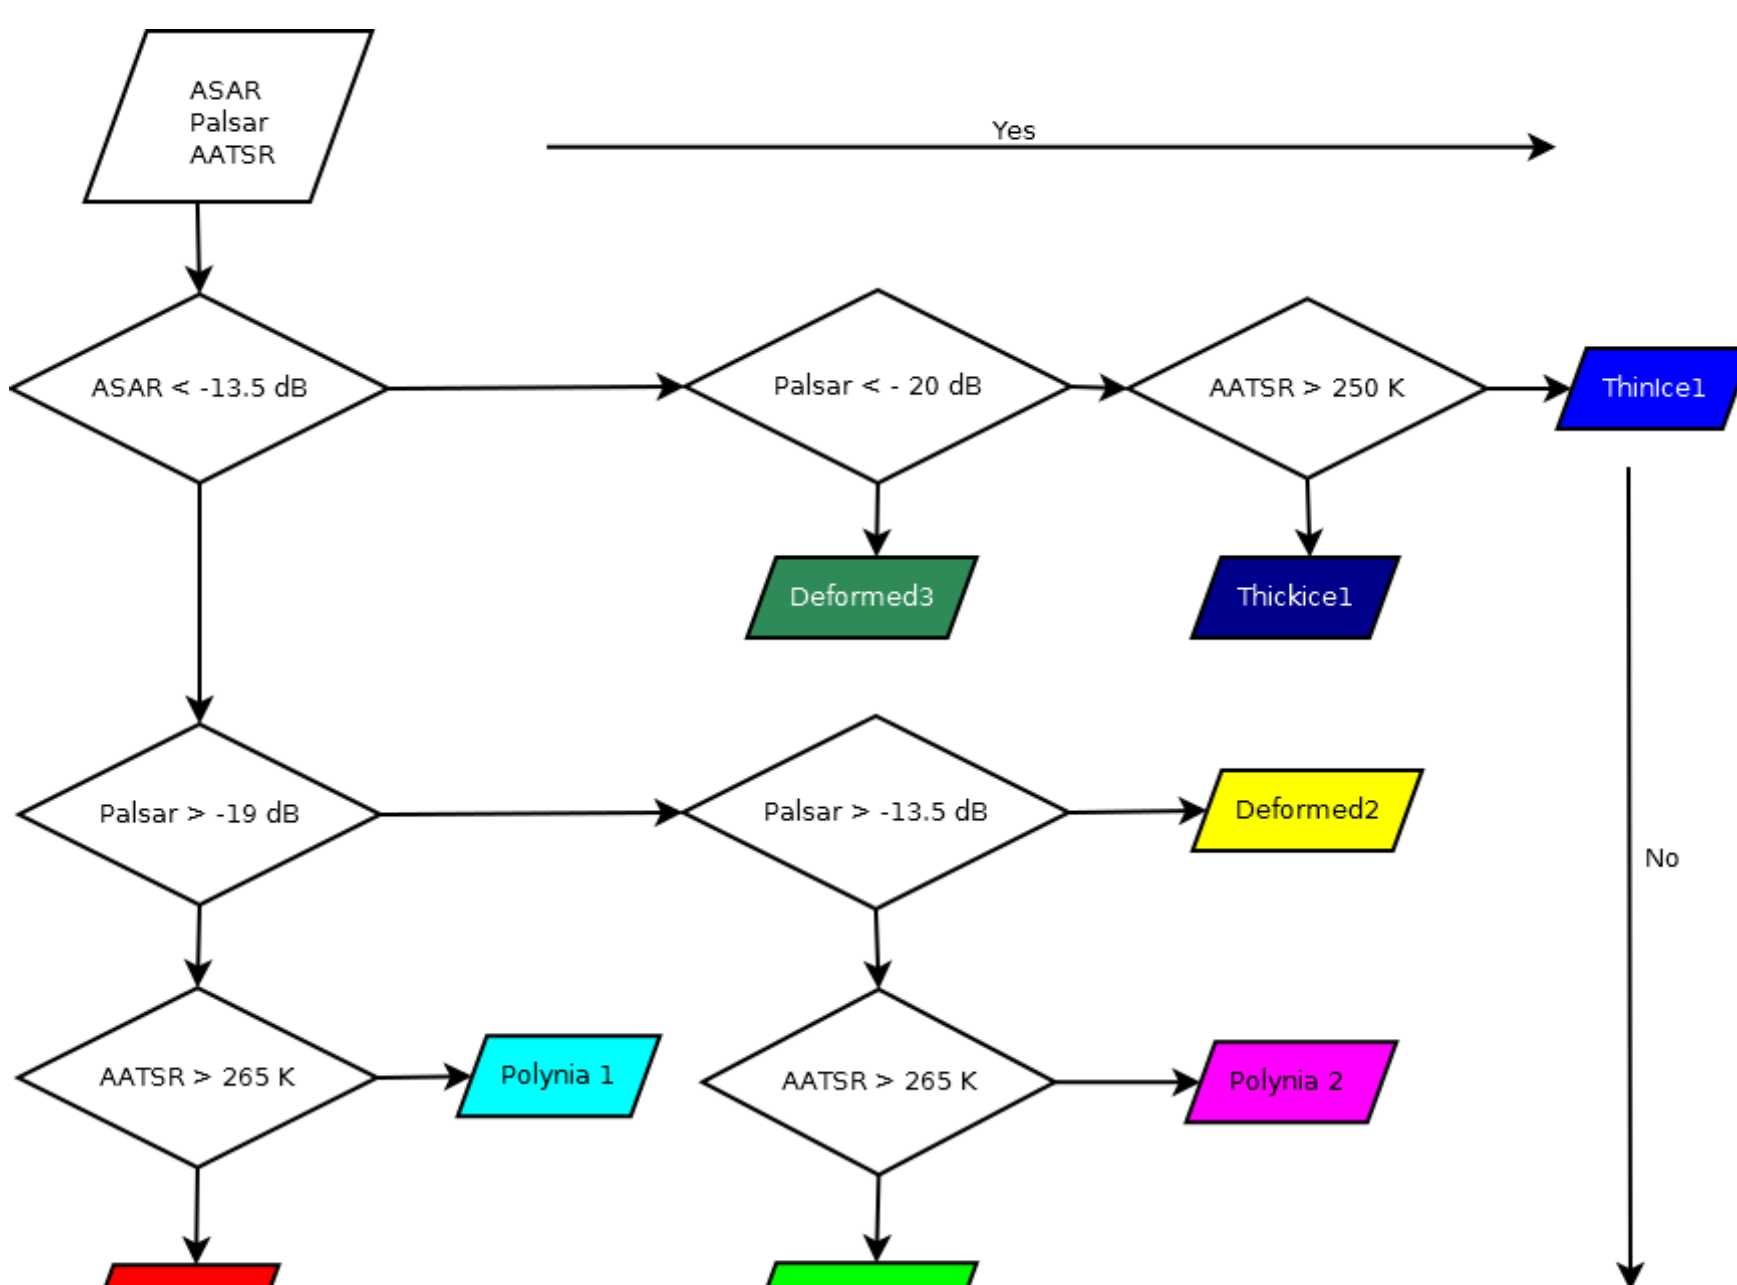 ASAR
Palsar
AATSR
Yes
ASAR < -13.5 dB
Palsar < - 20 dB
AATSR > 250 K
ThinIce1
Deformed3
Thickice1
Palsar > -19 dB
Palsar > -13.5 dB
Deformed2
No
AATSR > 265 K
Polynia 1
AATSR > 265 K
Polynia 2